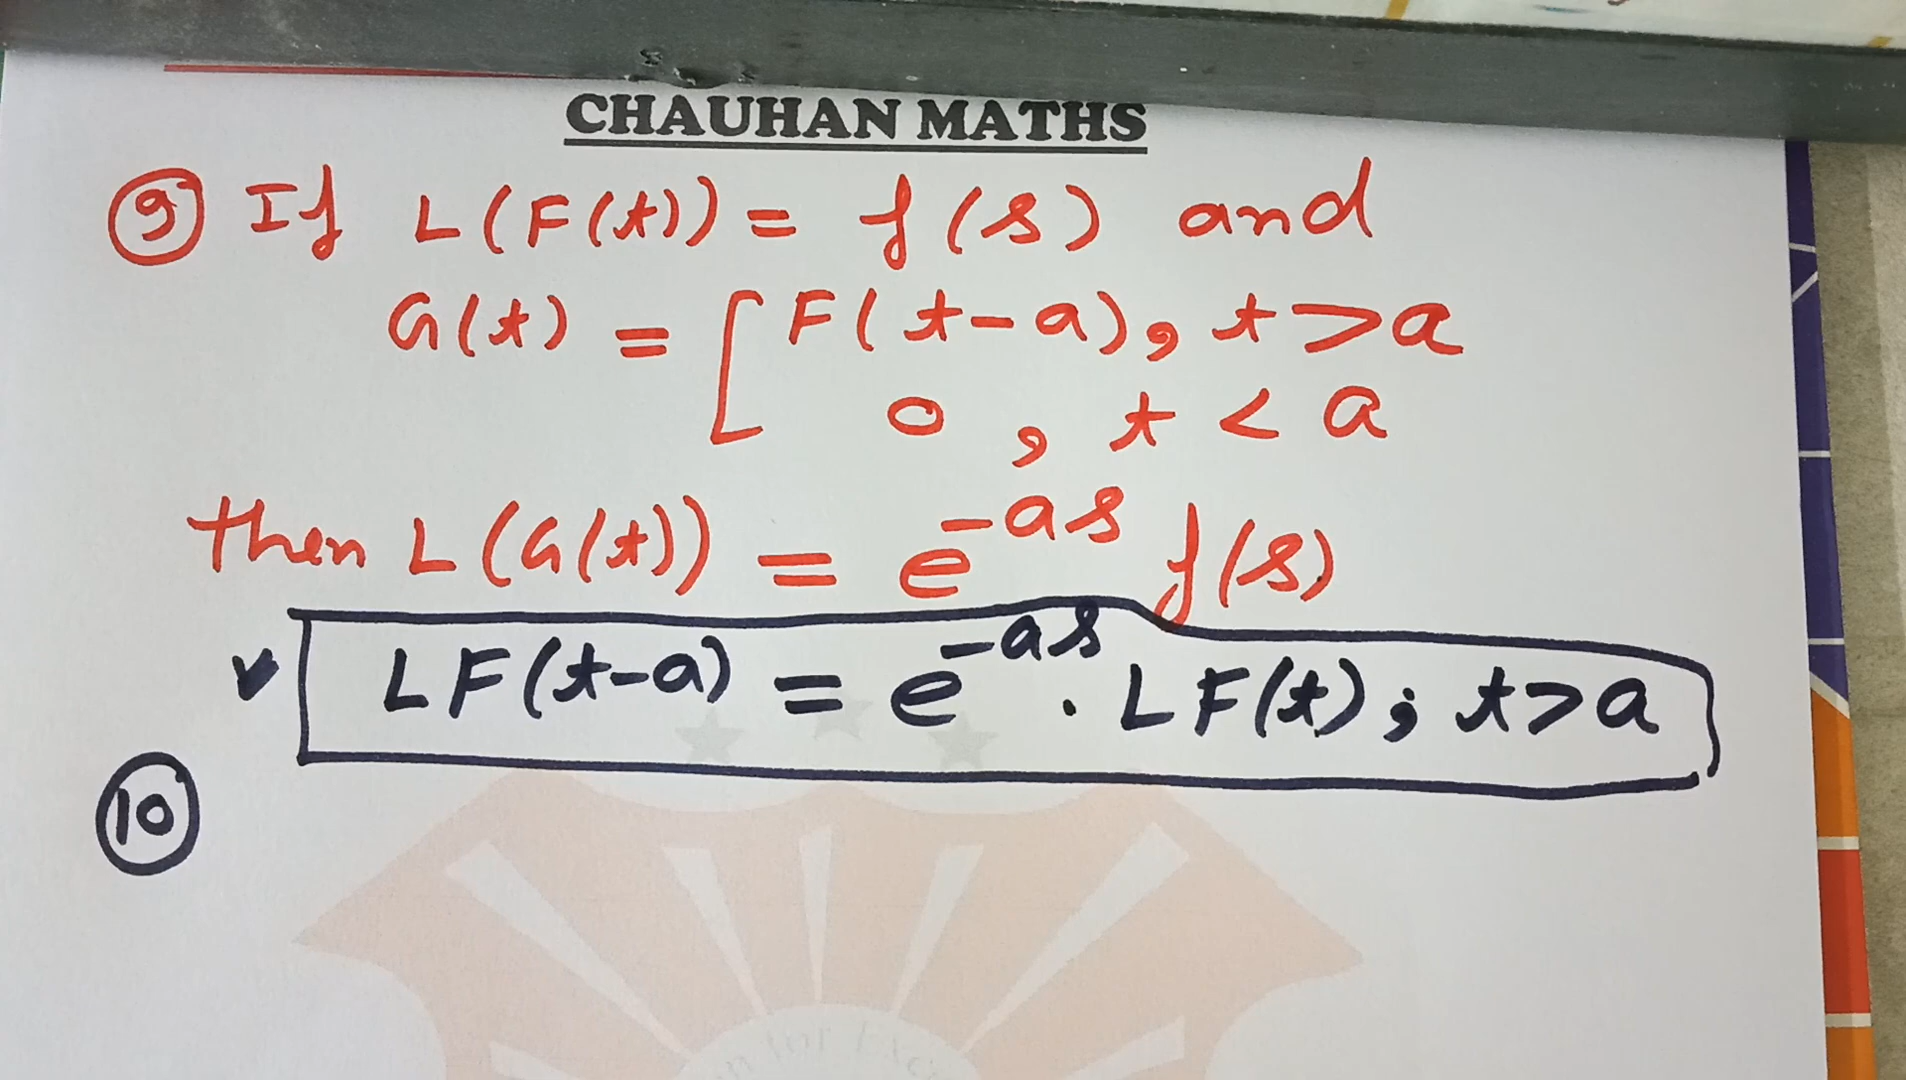 CHAUHAN MATHS
⑨ If L(F(t)) = f(s) and
G(t) = [ F(t-a), t>a
0, t < a
then L(G(t)) = e^-as f(s)
✓ LF(t-a) = e^-as . LF(t); t>a
⑩